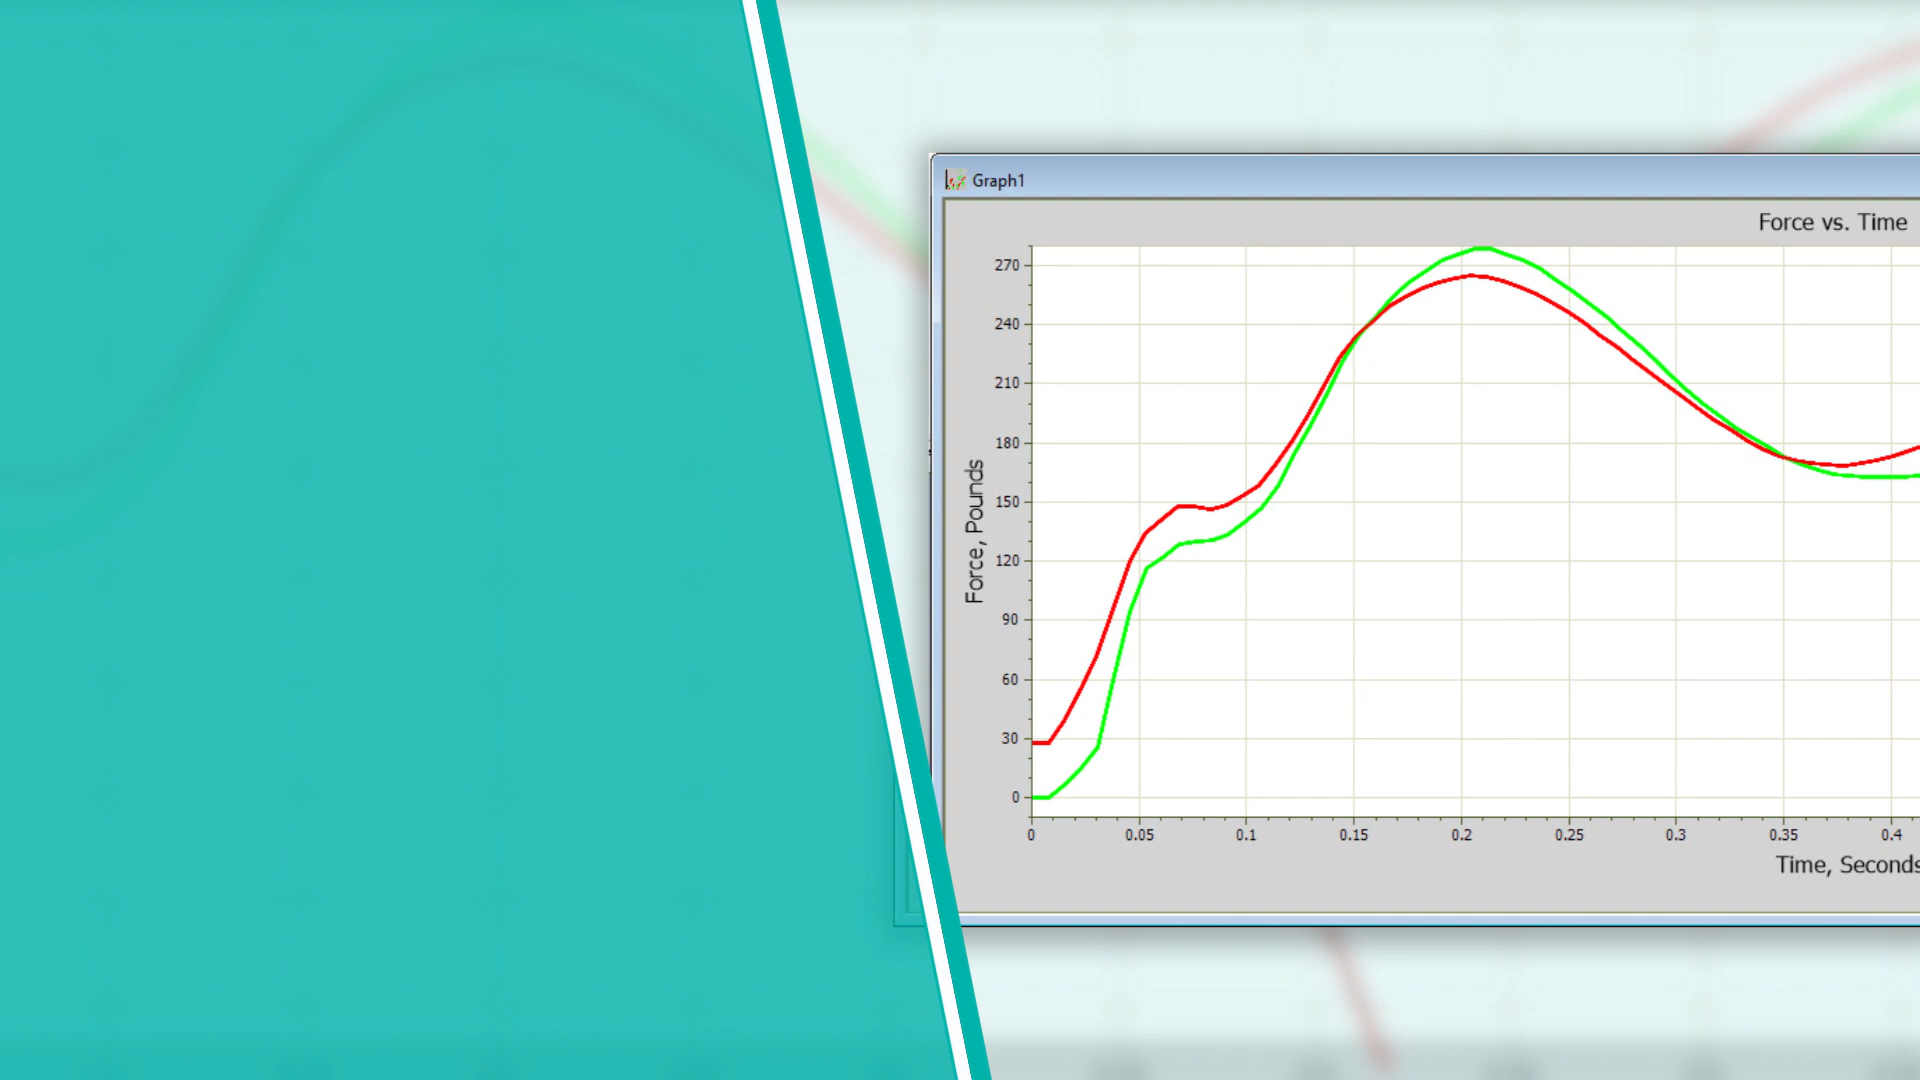 Graph1
Force vs. Time
270
240
210
180
150
120
90
60
30
0
Force, Pounds
0 0.05 0.1 0.15 0.2 0.25 0.3 0.35 0.4
Time, Seconds